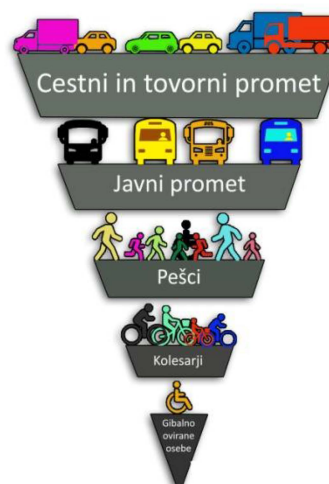 Cestni in tovorni promet
Javni promet
Pešci
Kolesarji
Gibalno
ovirane
osebe